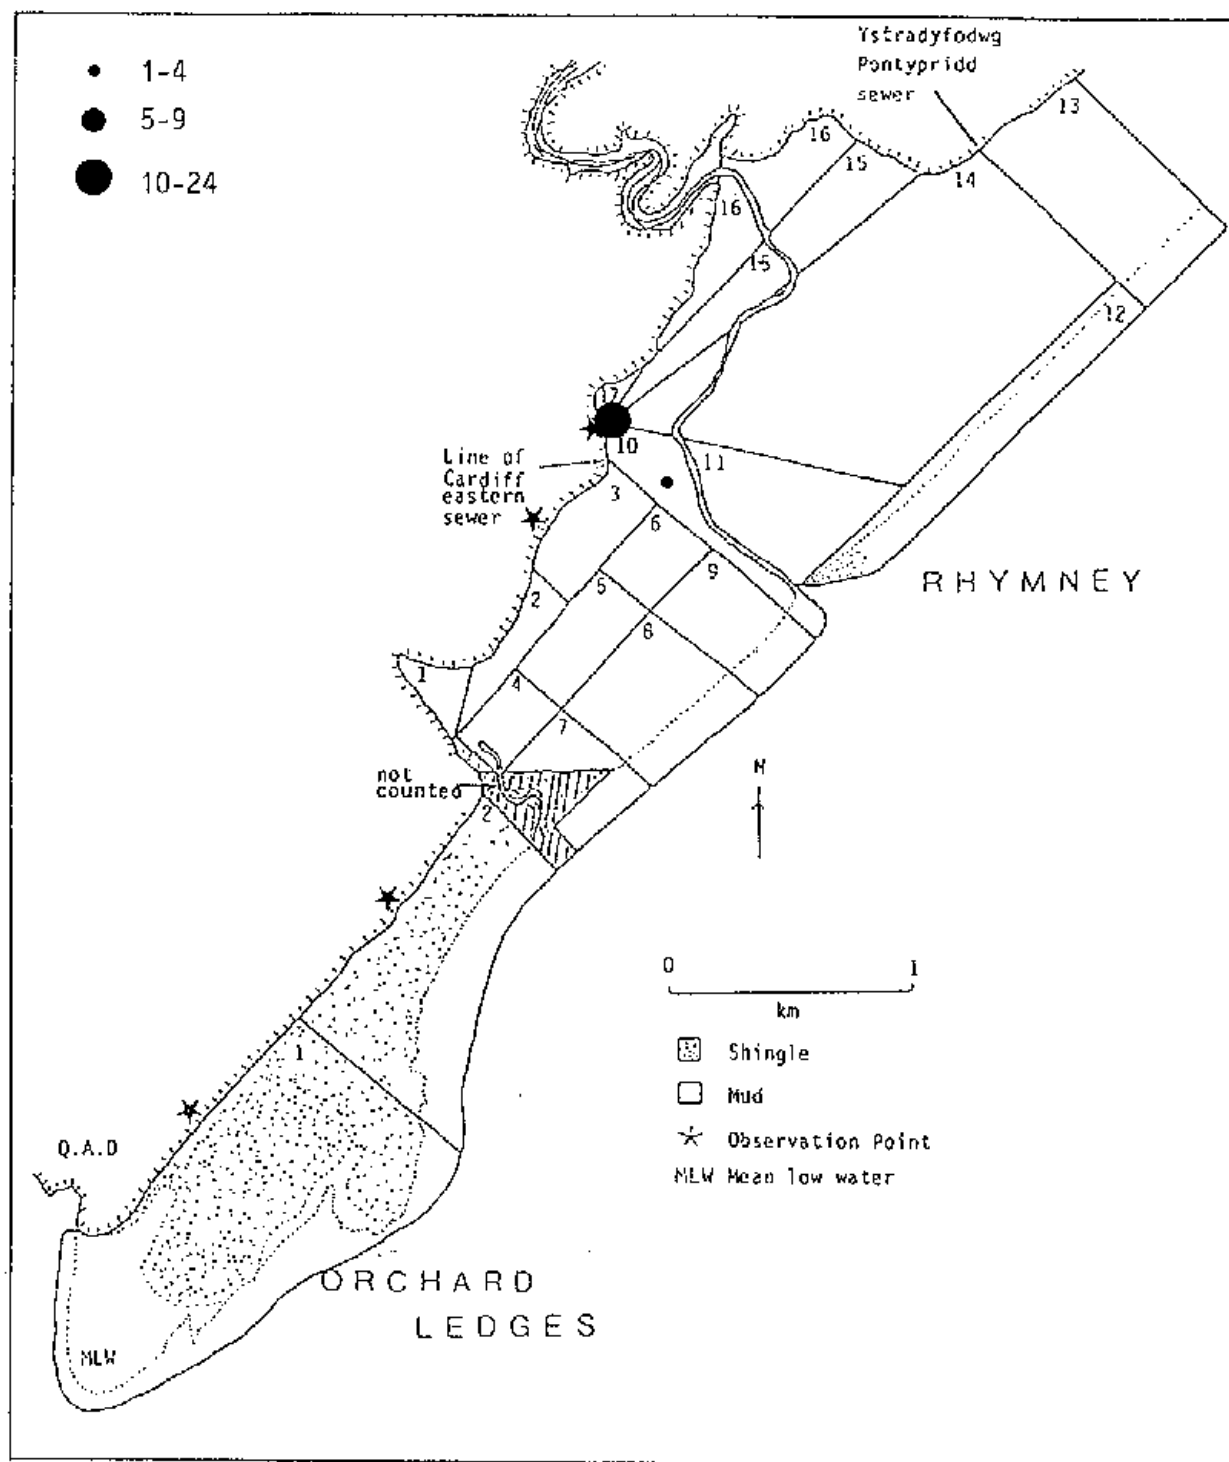 1-4
5-9
10-24
Ystradyfodwg
Pontypridd
sewer
13
16
15
14
16
15
12
17
10
11
Line of
Cardiff
eastern
sewer
3
6
9
2
5
8
1
4
7
not
counted
2
N
0 1
km
1
Shingle
Mud
Observation Point
MLW Mean low water
Q.A.D
MLW
RHYMNEY
ORCHARD
LEDGES